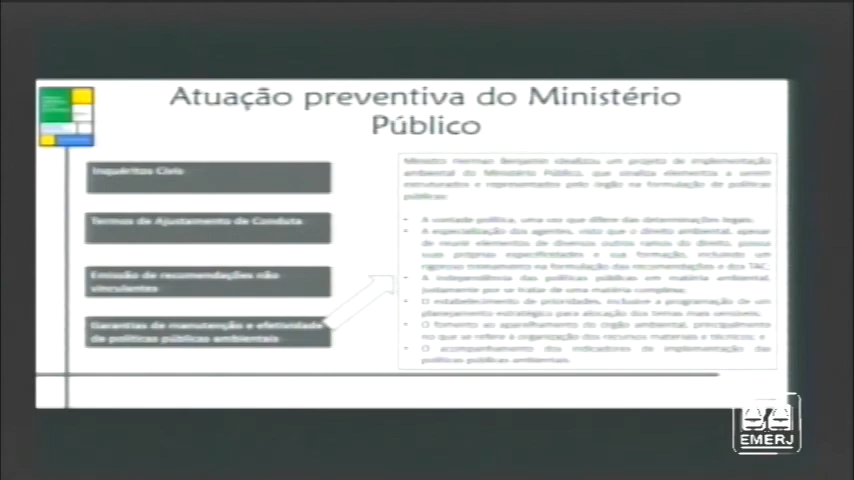 Atuação preventiva do Ministério
Público
Inquéritos Civis
Termos de Ajustamento de Conduta
Emissão de recomendações não
vinculantes
Garantias de manutenção e efetividade
de políticas públicas ambientais
Ministro Herman Benjamin idealizou um projeto de implementação
ambiental do Ministério Público, que sinaliza elementos a serem
estruturados e representados pelo órgão na formulação de políticas
públicas:
• A vontade política, uma vez que difere das determinações legais;
• A especialização dos agentes, visto que o direito ambiental, apesar
de reunir elementos de diversos outros ramos do direito, possui
suas próprias especificidades e sua formação, incluindo um
rigoroso treinamento na formulação das recomendações e dos TAC;
• A independência das políticas públicas em matéria ambiental,
justamente por se tratar de uma matéria complexa;
• O estabelecimento de prioridades, inclusive a programação de um
planejamento estratégico para alocação dos temas mais sensíveis;
• O fomento ao aparelhamento do órgão ambiental, principalmente
no que se refere à organização dos recursos materiais e técnicos; e
• O acompanhamento dos indicadores de implementação das
políticas públicas ambientais.
EMERJ